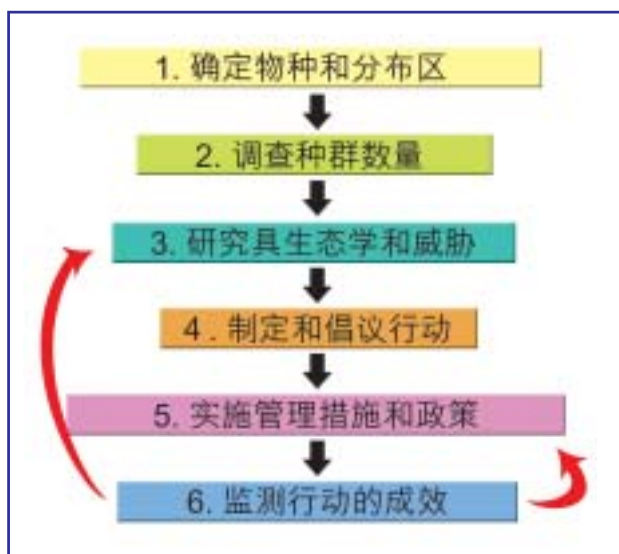 1. 确定物种和分布区
2. 调查种群数量
3. 研究具生态学和威胁
4. 制定和倡议行动
5. 实施管理措施和政策
6. 监测行动的成效